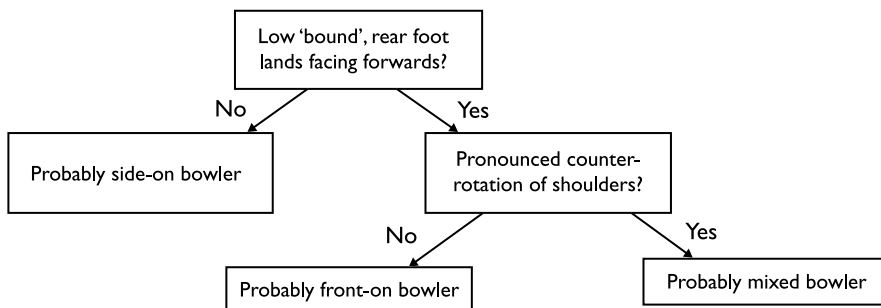 Low ‘bound’, rear foot
lands facing forwards?
No
Yes
Probably side-on bowler
Pronounced counter-
rotation of shoulders?
No
Yes
Probably front-on bowler
Probably mixed bowler